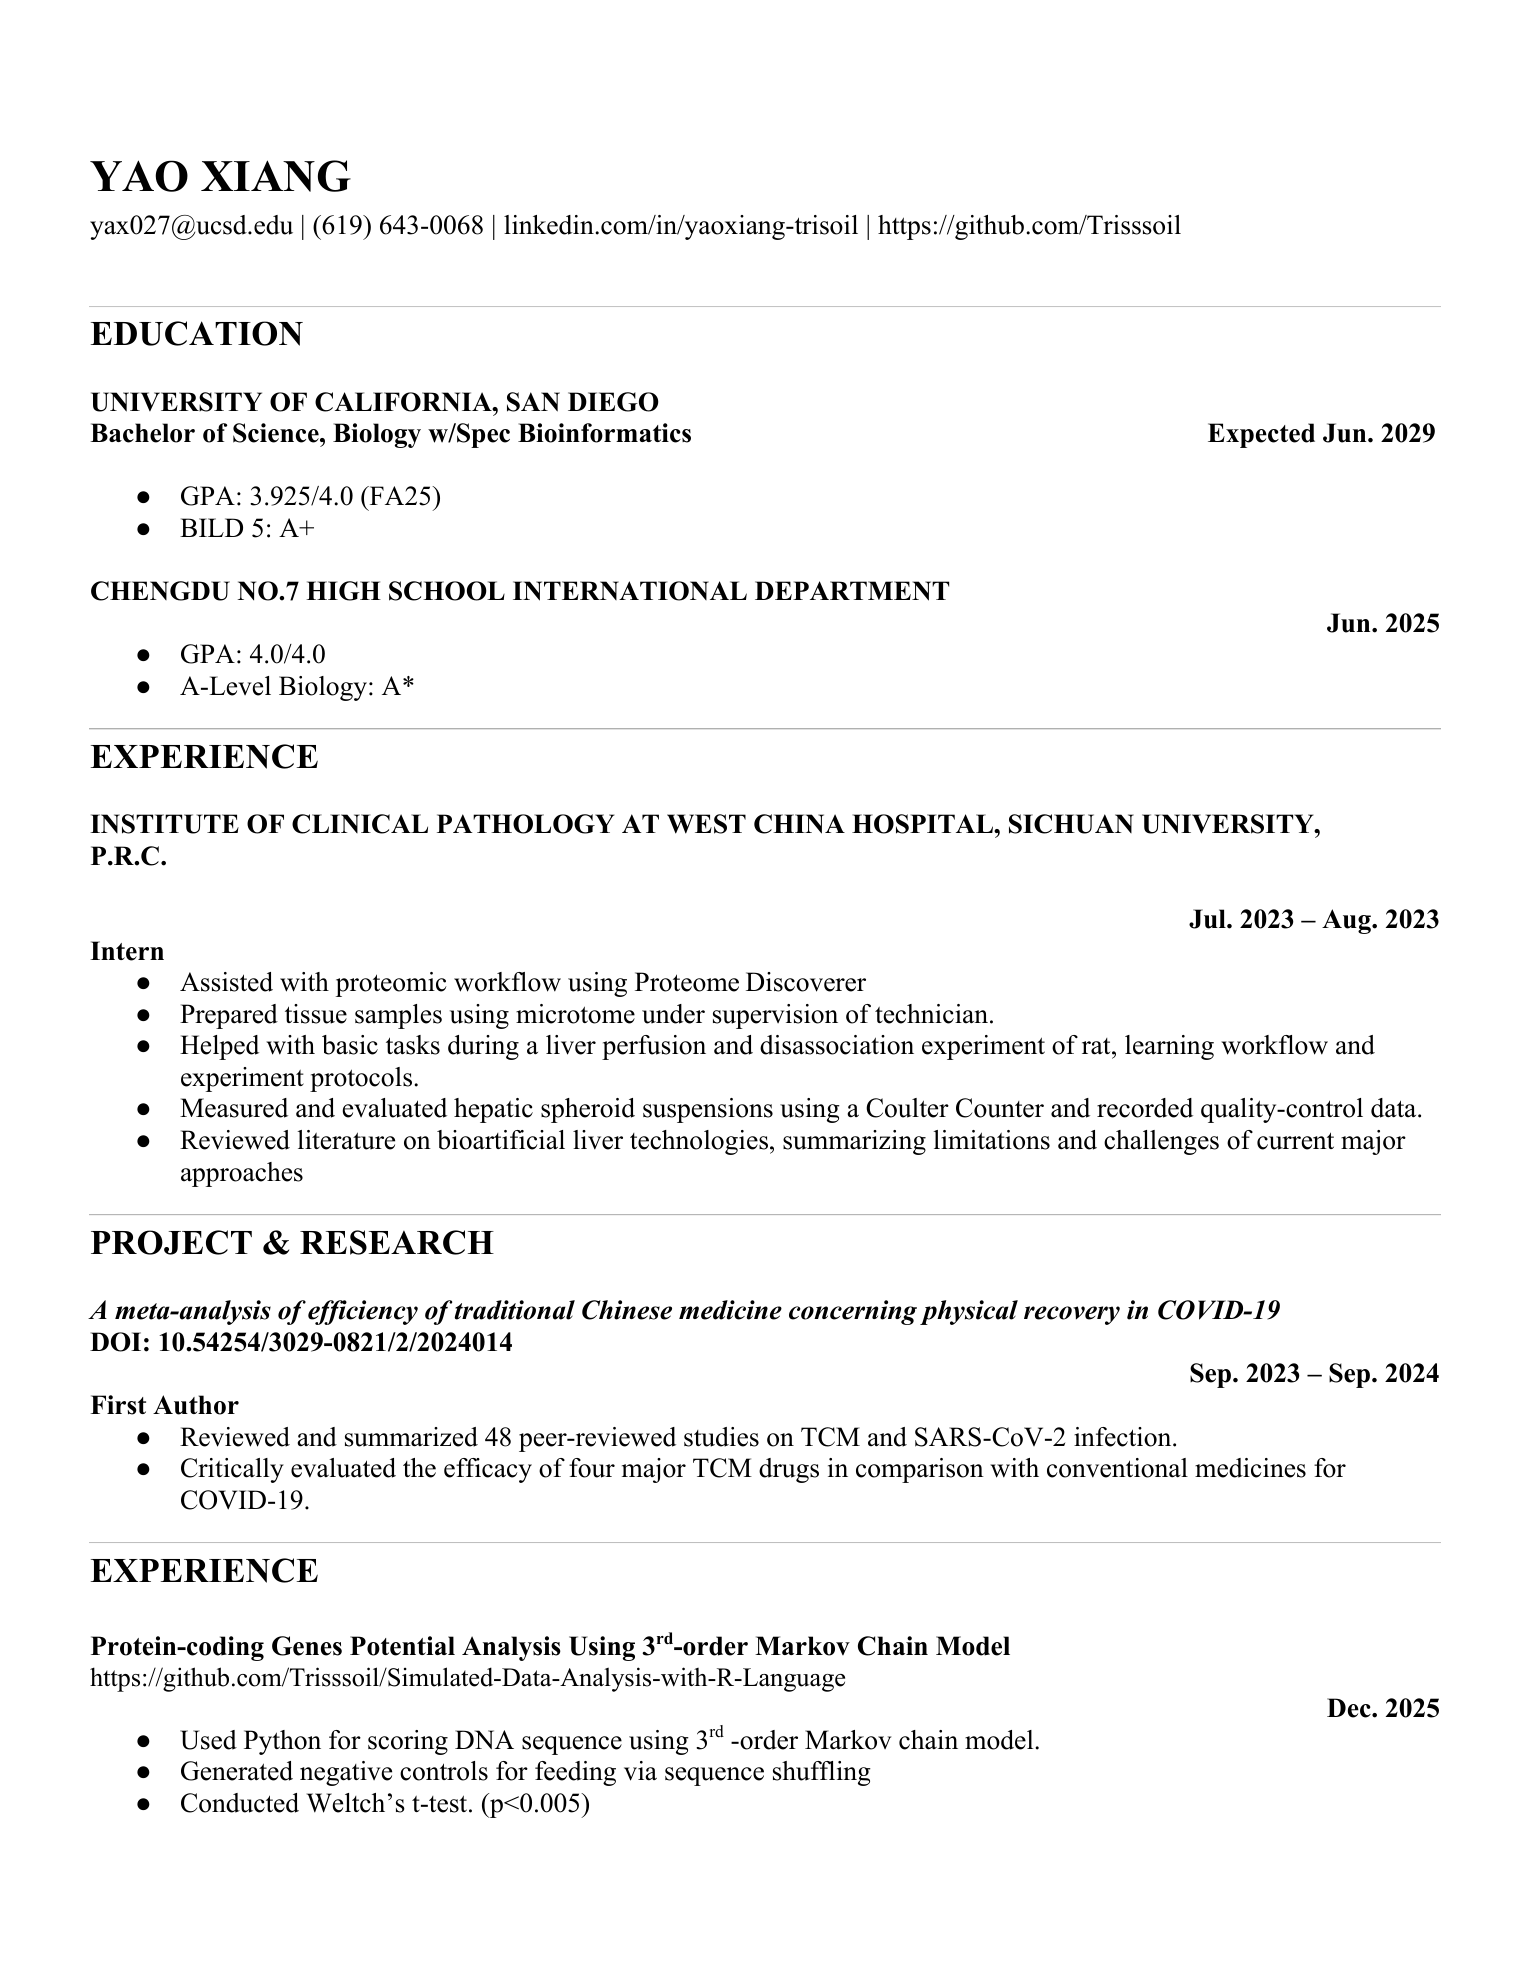 YAO XIANG
yax027@ucsd.edu | (619) 643-0068 | linkedin.com/in/yaoxiang-trisoil | https://github.com/Trisssoil
EDUCATION
UNIVERSITY OF CALIFORNIA, SAN DIEGO
Bachelor of Science, Biology w/Spec Bioinformatics Expected Jun. 2029
● GPA: 3.925/4.0 (FA25)
● BILD 5: A+
CHENGDU NO.7 HIGH SCHOOL INTERNATIONAL DEPARTMENT
Jun. 2025
● GPA: 4.0/4.0
● A-Level Biology: A*
EXPERIENCE
INSTITUTE OF CLINICAL PATHOLOGY AT WEST CHINA HOSPITAL, SICHUAN UNIVERSITY,
P.R.C.
Jul. 2023 – Aug. 2023
Intern
● Assisted with proteomic workflow using Proteome Discoverer
● Prepared tissue samples using microtome under supervision of technician.
● Helped with basic tasks during a liver perfusion and disassociation experiment of rat, learning workflow and
experiment protocols.
● Measured and evaluated hepatic spheroid suspensions using a Coulter Counter and recorded quality-control data.
● Reviewed literature on bioartificial liver technologies, summarizing limitations and challenges of current major
approaches
PROJECT & RESEARCH
A meta-analysis of efficiency of traditional Chinese medicine concerning physical recovery in COVID-19
DOI: 10.54254/3029-0821/2/2024014
Sep. 2023 – Sep. 2024
First Author
● Reviewed and summarized 48 peer-reviewed studies on TCM and SARS-CoV-2 infection.
● Critically evaluated the efficacy of four major TCM drugs in comparison with conventional medicines for
COVID-19.
EXPERIENCE
Protein-coding Genes Potential Analysis Using 3rd-order Markov Chain Model
https://github.com/Trisssoil/Simulated-Data-Analysis-with-R-Language
Dec. 2025
● Used Python for scoring DNA sequence using 3rd -order Markov chain model.
● Generated negative controls for feeding via sequence shuffling
● Conducted Weltch’s t-test. (p<0.005)